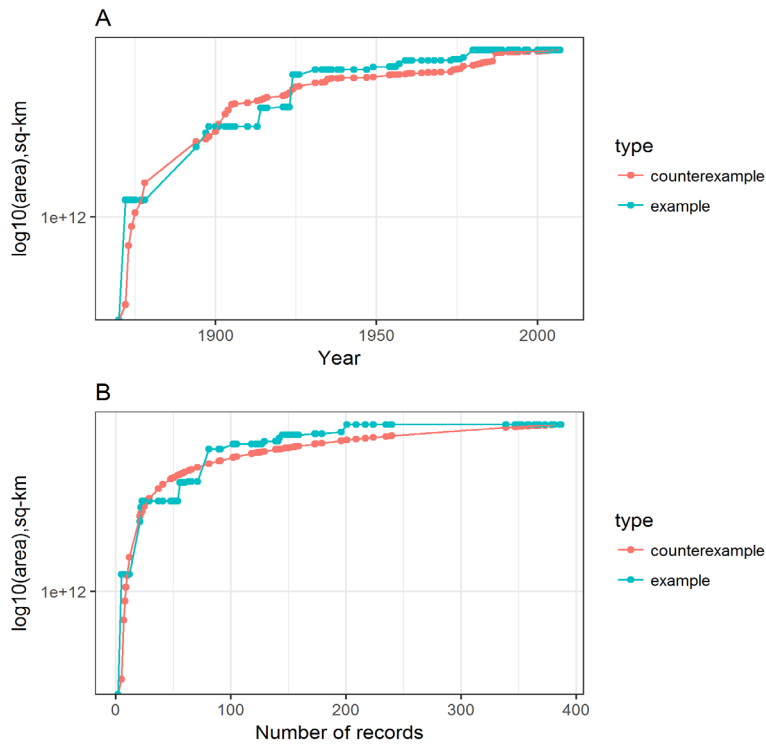 A
log10(area),sq-km
1e+12
1900
1950
2000
Year
type
counterexample
example
B
log10(area),sq-km
1e+12
0
100
200
300
400
Number of records
type
counterexample
example